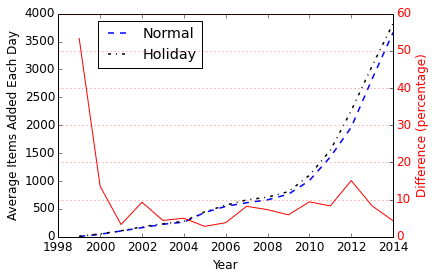 4000
3500
3000
2500
2000
1500
1000
500
0
Average Items Added Each Day
Normal
Holiday
60
50
40
30
20
10
0
Difference (percentage)
1998 2000 2002 2004 2006 2008 2010 2012 2014
Year